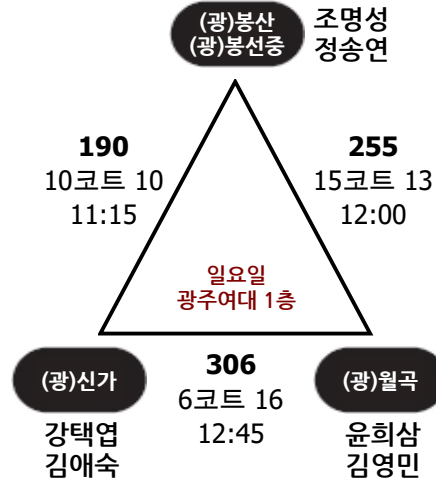 (광)봉산
(광)봉선중
조명성
정송연
190
10코트 10
11:15
255
15코트 13
12:00
일요일
광주여대 1층
(광)신가
강택엽
김애숙
306
6코트 16
12:45
(광)월곡
윤희삼
김영민